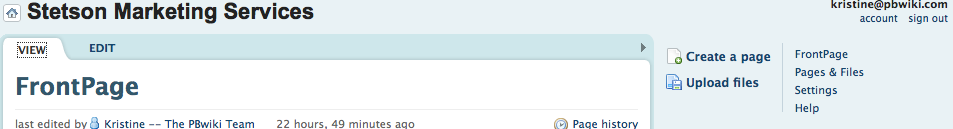 Stetson Marketing Services
kristine@pbwiki.com
account sign out
VIEW EDIT
FrontPage
last edited by Kristine -- The PBwiki Team 22 hours, 49 minutes ago Page history
Create a page
Upload files
FrontPage
Pages & Files
Settings
Help